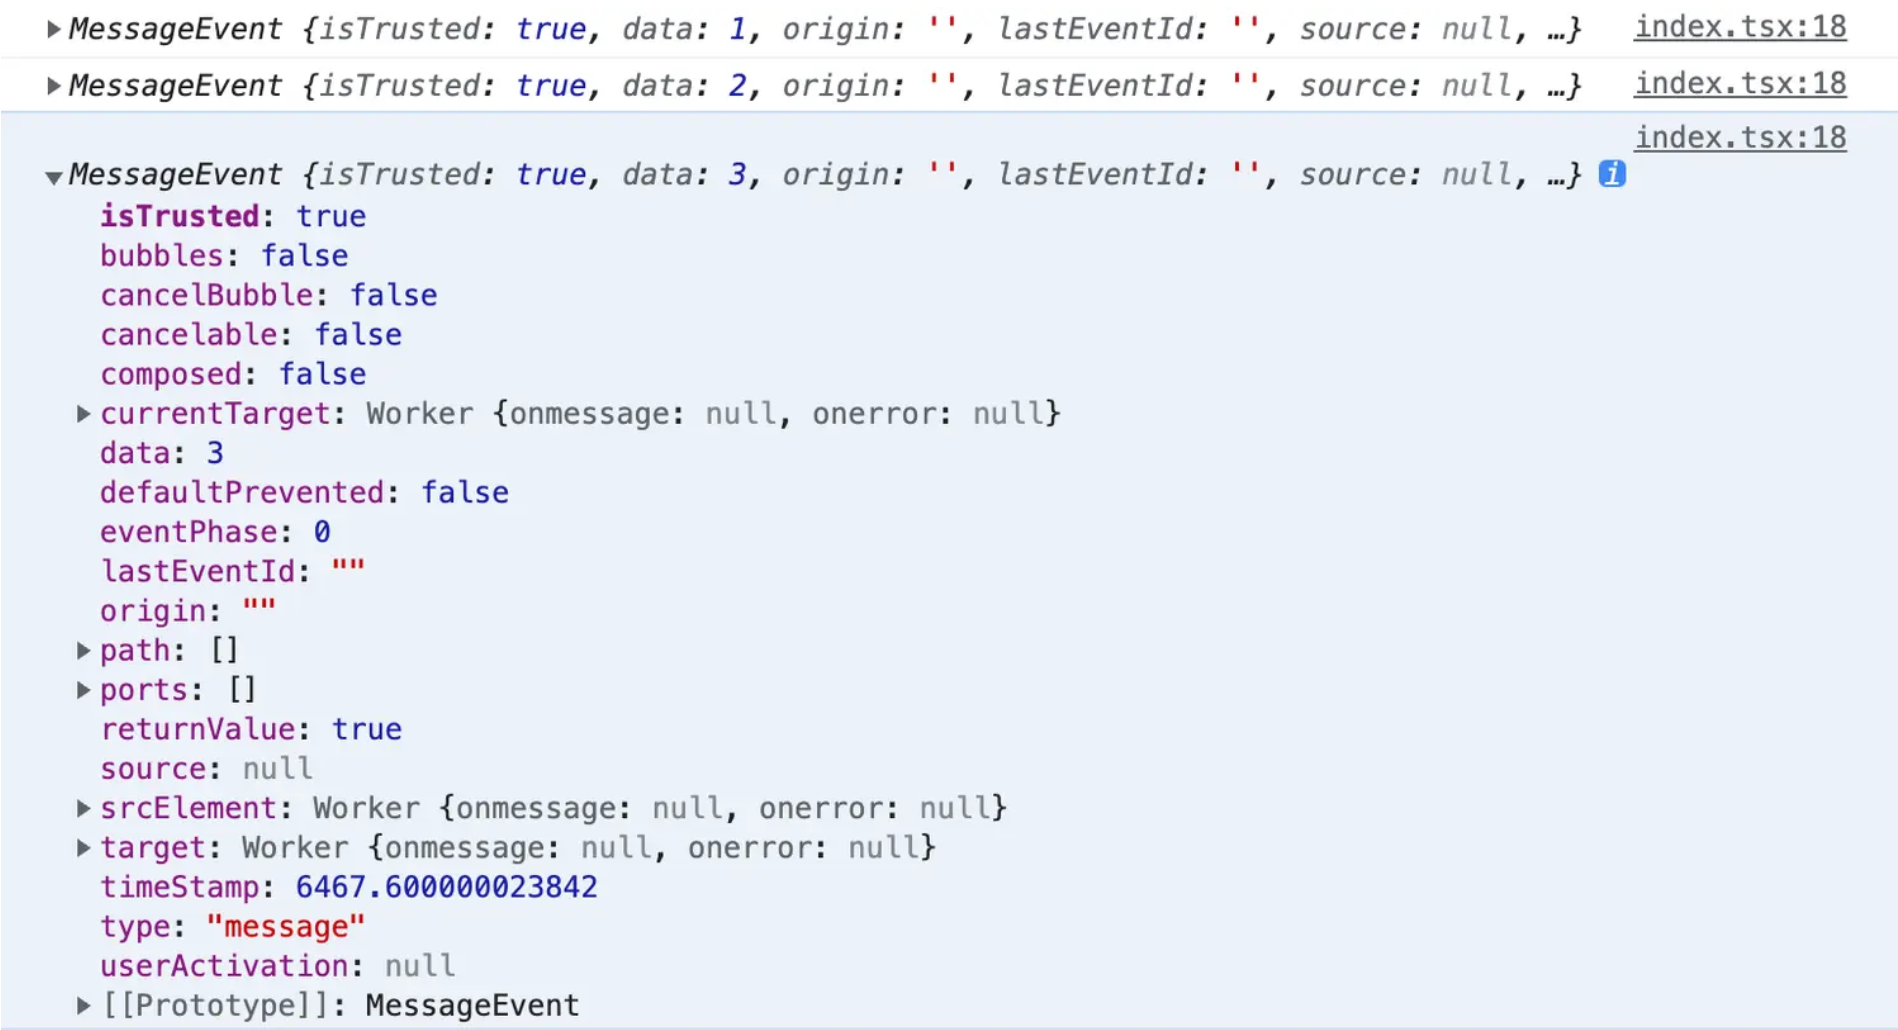 MessageEvent {isTrusted: true, data: 1, origin: '', lastEventId: '', source: null, …} index.tsx:18
MessageEvent {isTrusted: true, data: 2, origin: '', lastEventId: '', source: null, …} index.tsx:18
index.tsx:18
MessageEvent {isTrusted: true, data: 3, origin: '', lastEventId: '', source: null, …} i
isTrusted: true
bubbles: false
cancelBubble: false
cancelable: false
composed: false
currentTarget: Worker {onmessage: null, onerror: null}
data: 3
defaultPrevented: false
eventPhase: 0
lastEventId: ""
origin: ""
path: []
ports: []
returnValue: true
source: null
srcElement: Worker {onmessage: null, onerror: null}
target: Worker {onmessage: null, onerror: null}
timeStamp: 6467.600000023842
type: "message"
userActivation: null
[[Prototype]]: MessageEvent